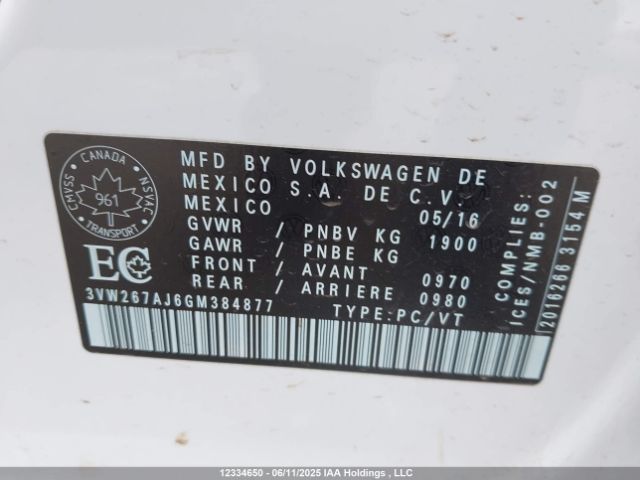 CANADA
CMVSS
NSVAC
961
TRANSPORT
EC
MFD BY VOLKSWAGEN DE
MEXICO S.A. DE C.V.
MEXICO 05/16
GVWR / PNBV KG 1900
GAWR / PNBE KG
FRONT / AVANT 0970
REAR / ARRIERE 0980
3VW267AJ6GM384877 TYPE:PC/VT
COMPLIES:
ICES/NMB-002
2016266 3154 M
12334650 - 06/11/2025 IAA Holdings , LLC